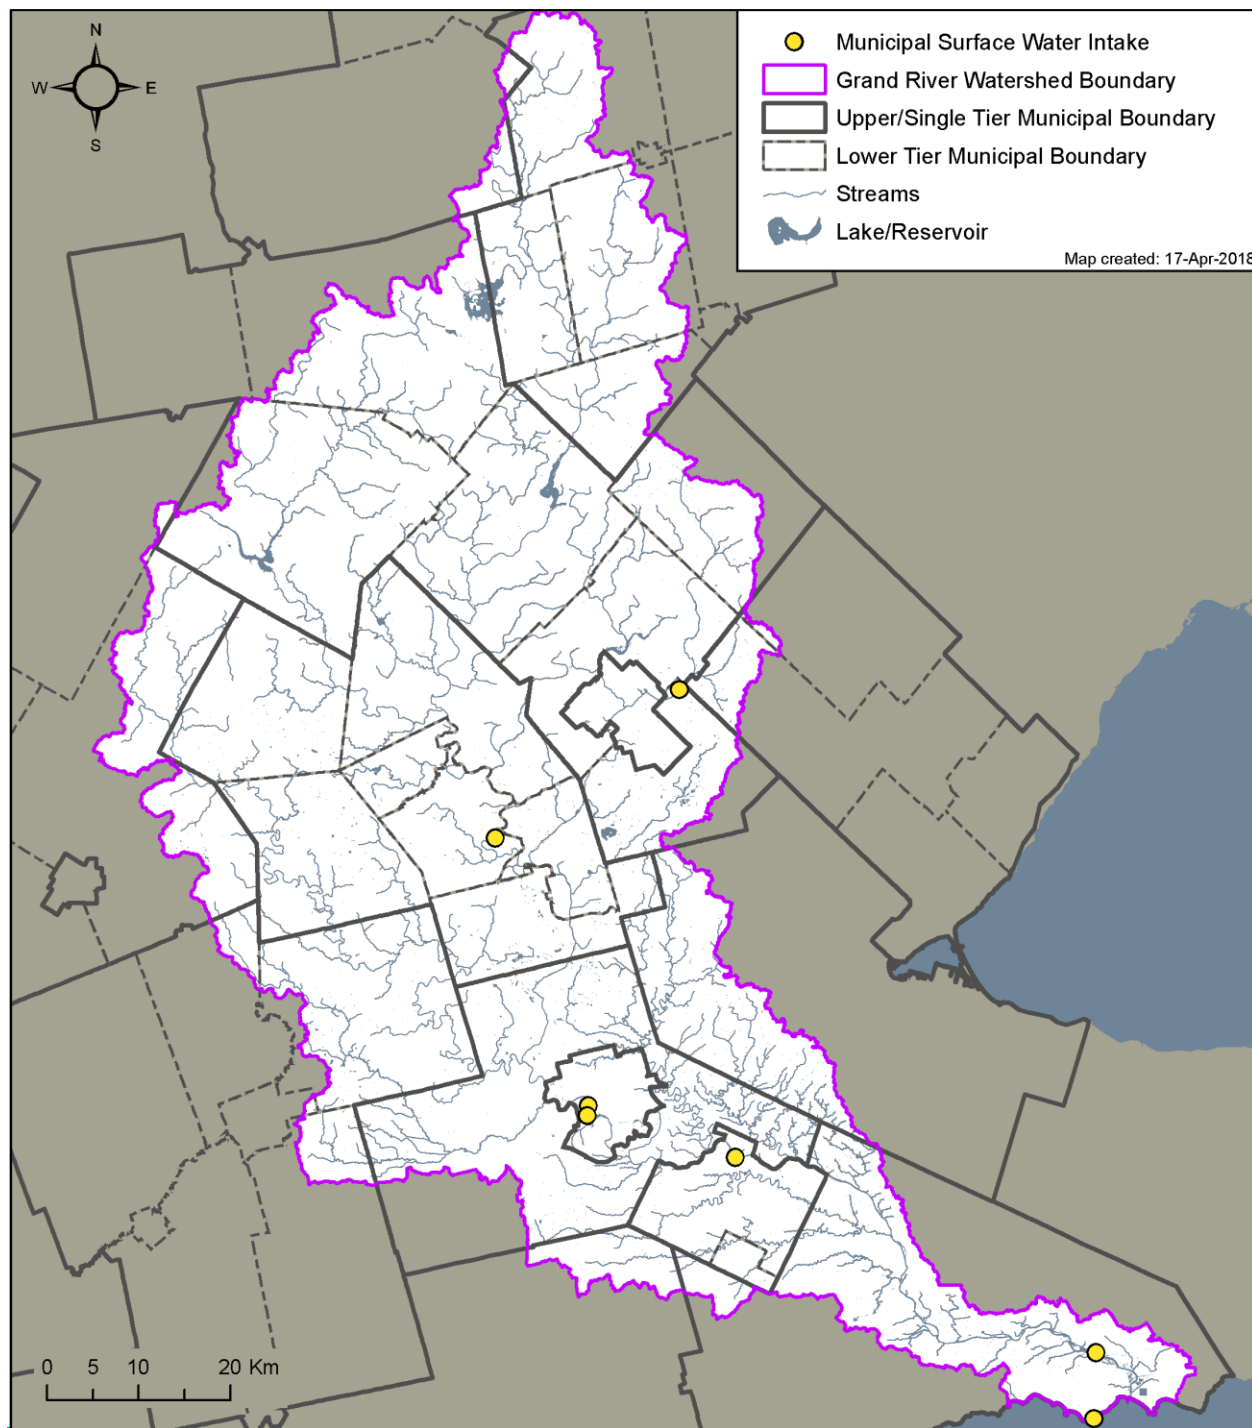 N
W E
S
Municipal Surface Water Intake
Grand River Watershed Boundary
Upper/Single Tier Municipal Boundary
Lower Tier Municipal Boundary
Streams
Lake/Reservoir
Map created: 17-Apr-2018
0 5 10 20 Km